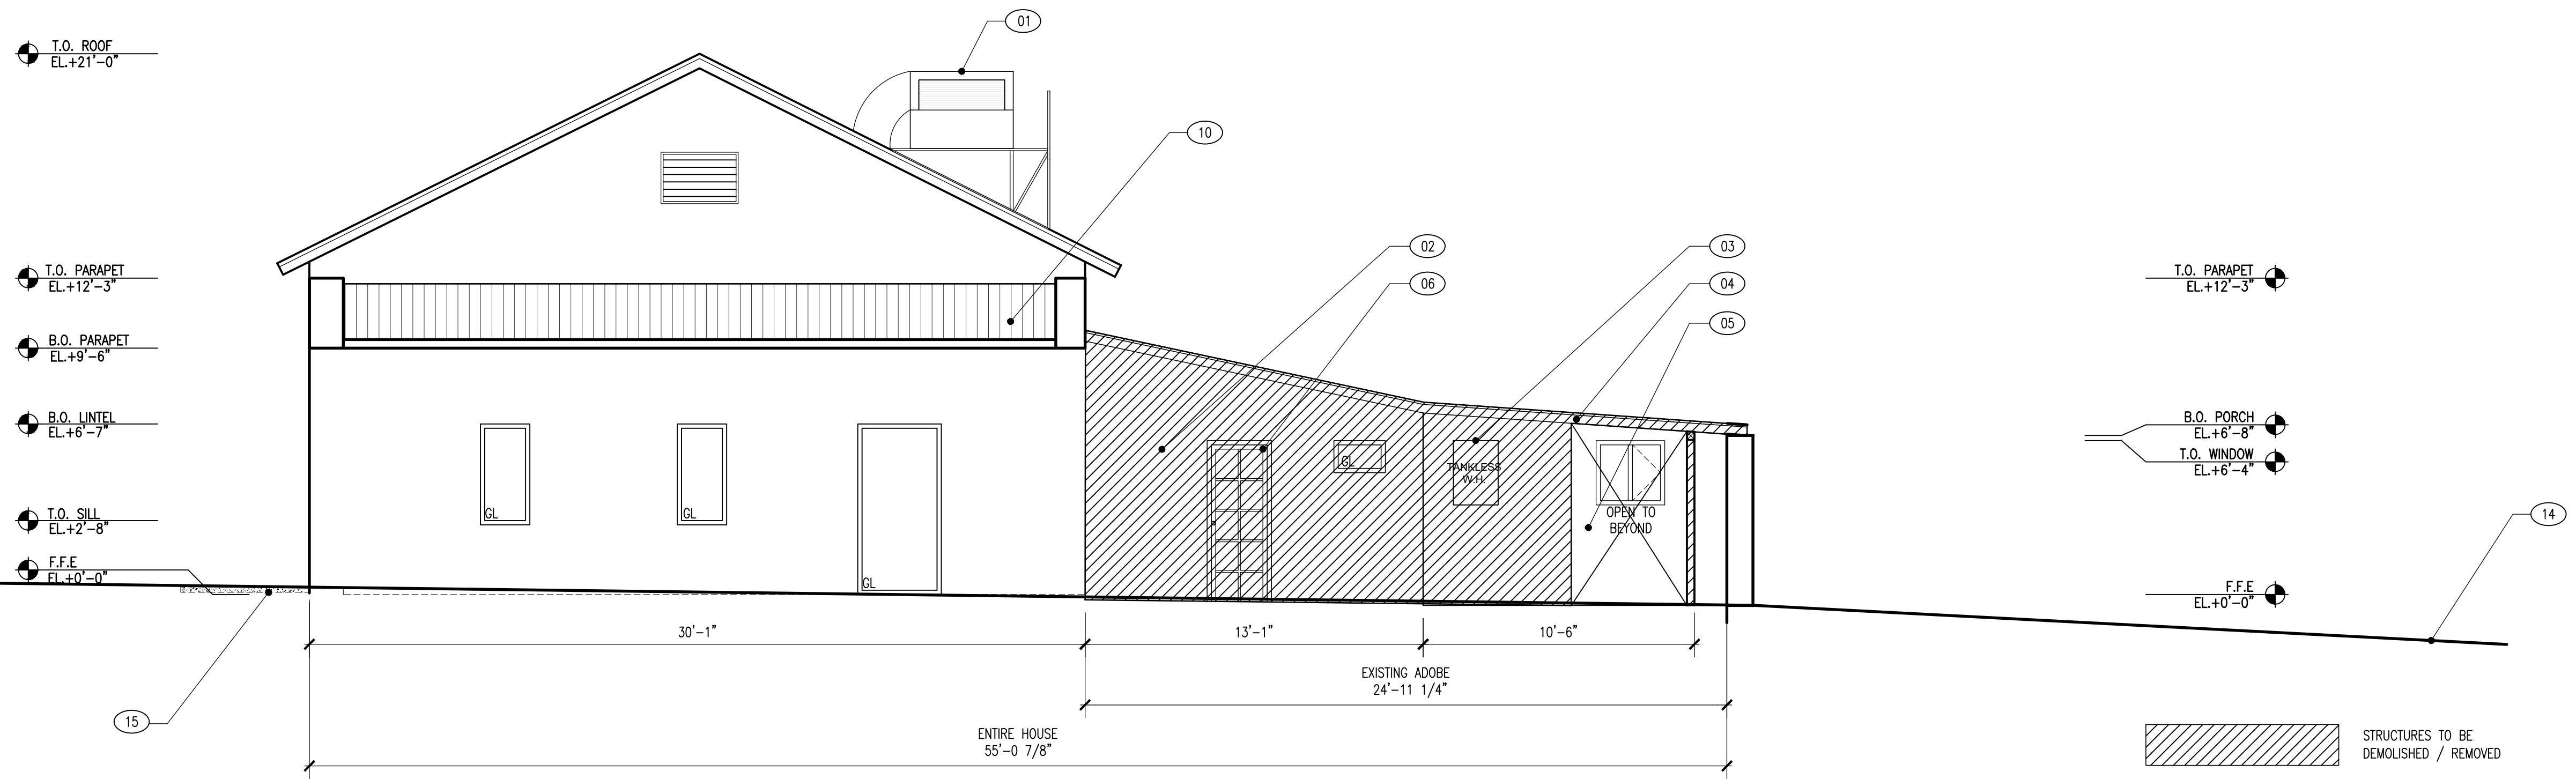 01
T.O. ROOF
EL.+21'-0"
10
02
03
T.O. PARAPET
EL.+12'-3"
T.O. PARAPET
EL.+12'-3"
06
04
05
B.O. PARAPET
EL.+9'-6"
B.O. LINTEL
EL.+6'-7"
B.O. PORCH
EL.+6'-8"
T.O. WINDOW
EL.+6'-4"
GL
TANKLESS
W.H.
T.O. SILL
EL.+2'-8"
GL
GL
OPEN TO
BEYOND
14
F.F.E
EL.+0'-0"
GL
F.F.E
EL.+0'-0"
30'-1"
13'-1"
10'-6"
EXISTING ADOBE
24'-11 1/4"
15
ENTIRE HOUSE
55'-0 7/8"
STRUCTURES TO BE
DEMOLISHED / REMOVED